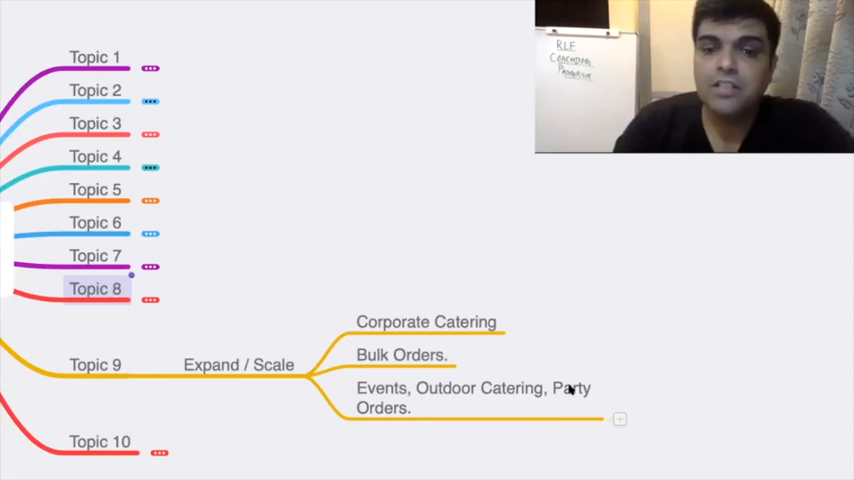 Topic 1
Topic 2
Topic 3
Topic 4
Topic 5
Topic 6
Topic 7
Topic 8
Topic 9
Expand / Scale
Corporate Catering
Bulk Orders.
Events, Outdoor Catering, Party
Orders.
Topic 10
RLF
COACHING
PROGRAM